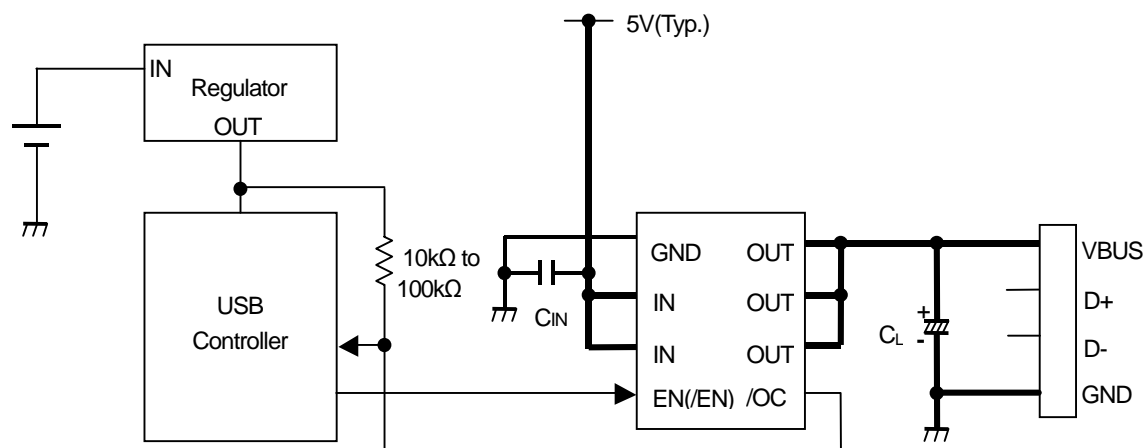 5V(Typ.)
IN
Regulator
OUT
10kΩ to
100kΩ
USB
Controller
CIN
GND
OUT
IN
OUT
IN
OUT
EN(/EN)
/OC
+
CL
-
VBUS
D+
D-
GND